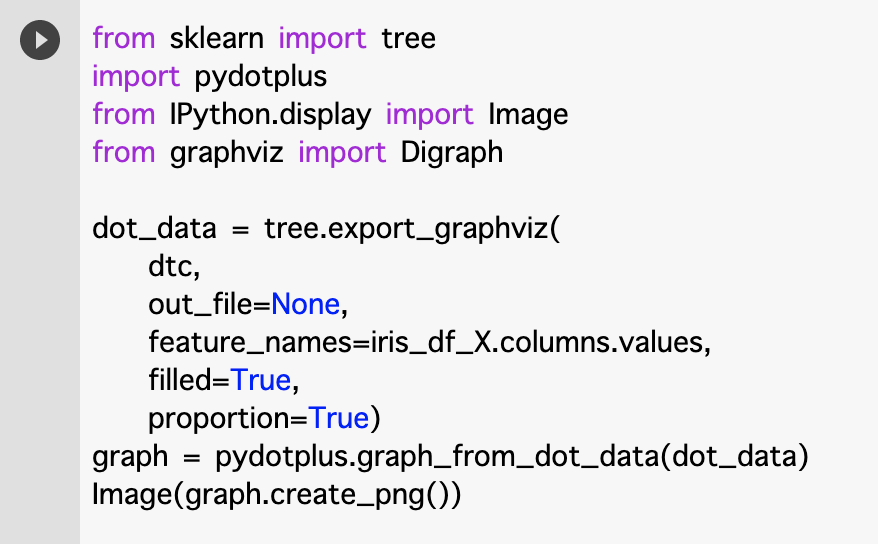 from sklearn import tree
import pydotplus
from IPython.display import Image
from graphviz import Digraph

dot_data = tree.export_graphviz(
    dtc,
    out_file=None,
    feature_names=iris_df_X.columns.values,
    filled=True,
    proportion=True)
graph = pydotplus.graph_from_dot_data(dot_data)
Image(graph.create_png())